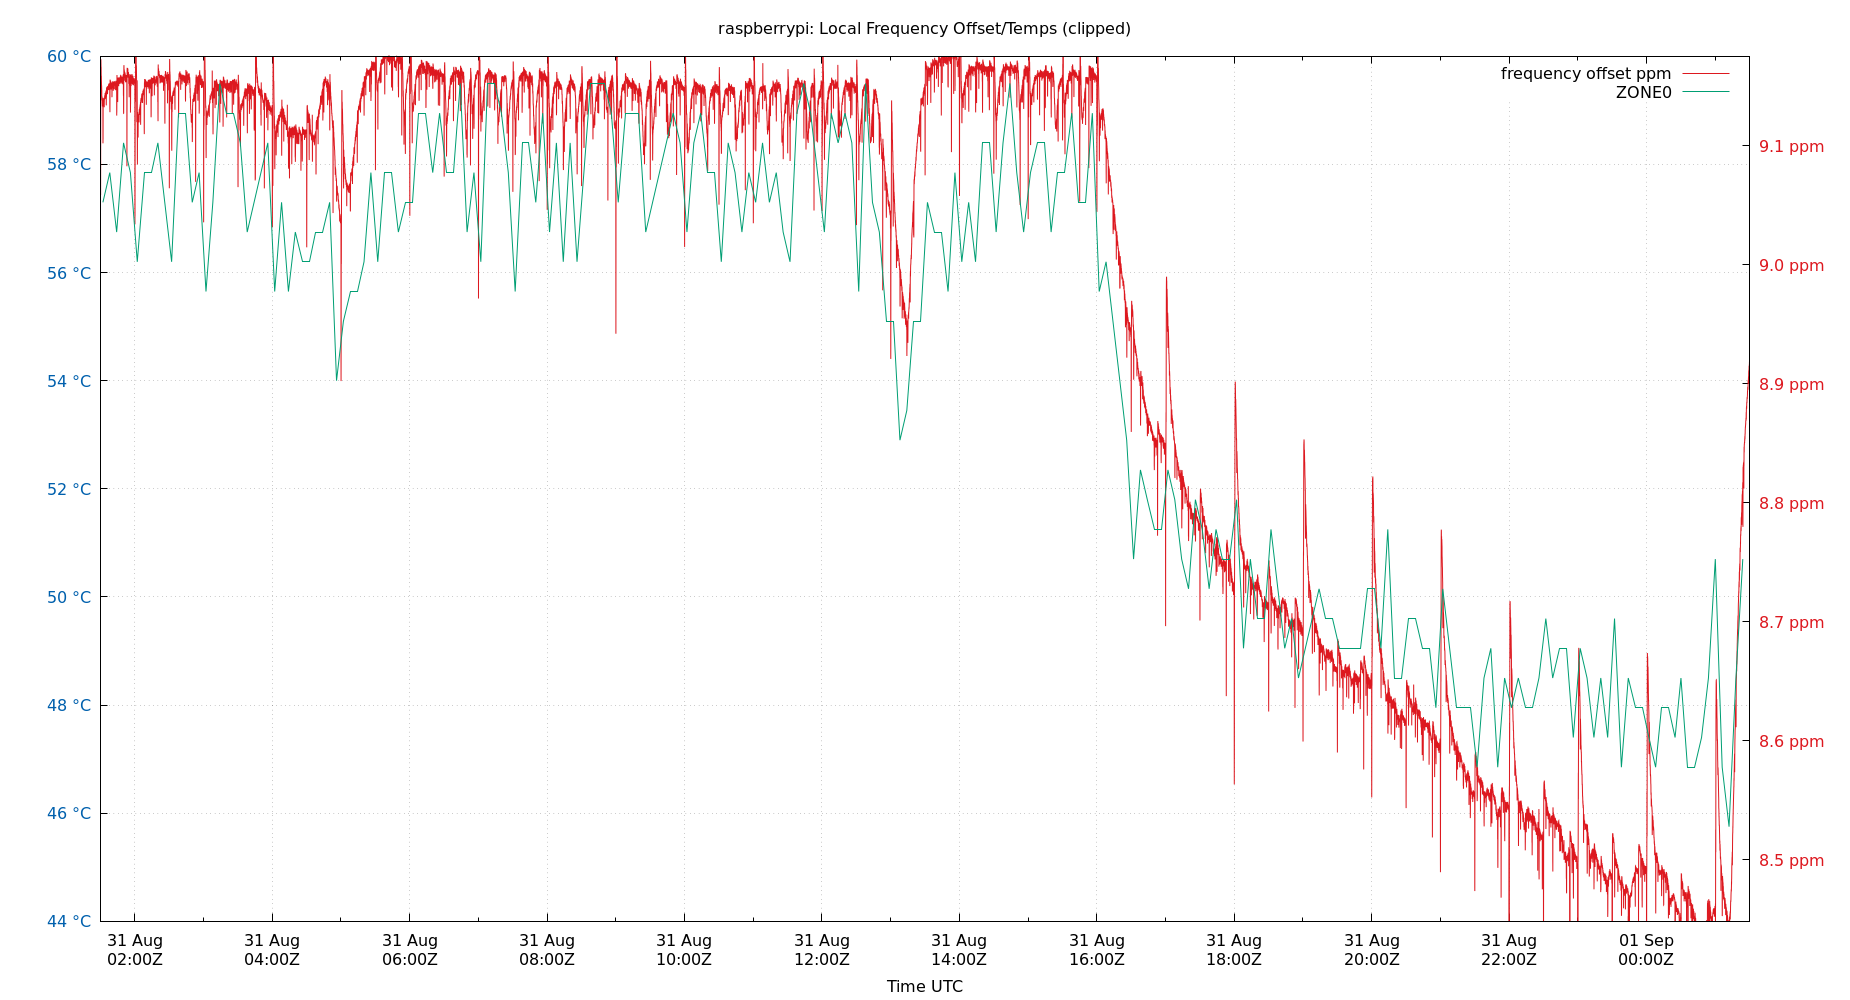 raspberrypi: Local Frequency Offset/Temps (clipped)
frequency offset ppm
ZONE0
60 °C
58 °C
56 °C
54 °C
52 °C
50 °C
48 °C
46 °C
44 °C
9.1 ppm
9.0 ppm
8.9 ppm
8.8 ppm
8.7 ppm
8.6 ppm
8.5 ppm
31 Aug 31 Aug 31 Aug 31 Aug 31 Aug 31 Aug 31 Aug 31 Aug 31 Aug 31 Aug 31 Aug 01 Sep
02:00Z 04:00Z 06:00Z 08:00Z 10:00Z 12:00Z 14:00Z 16:00Z 18:00Z 20:00Z 22:00Z 00:00Z
Time UTC